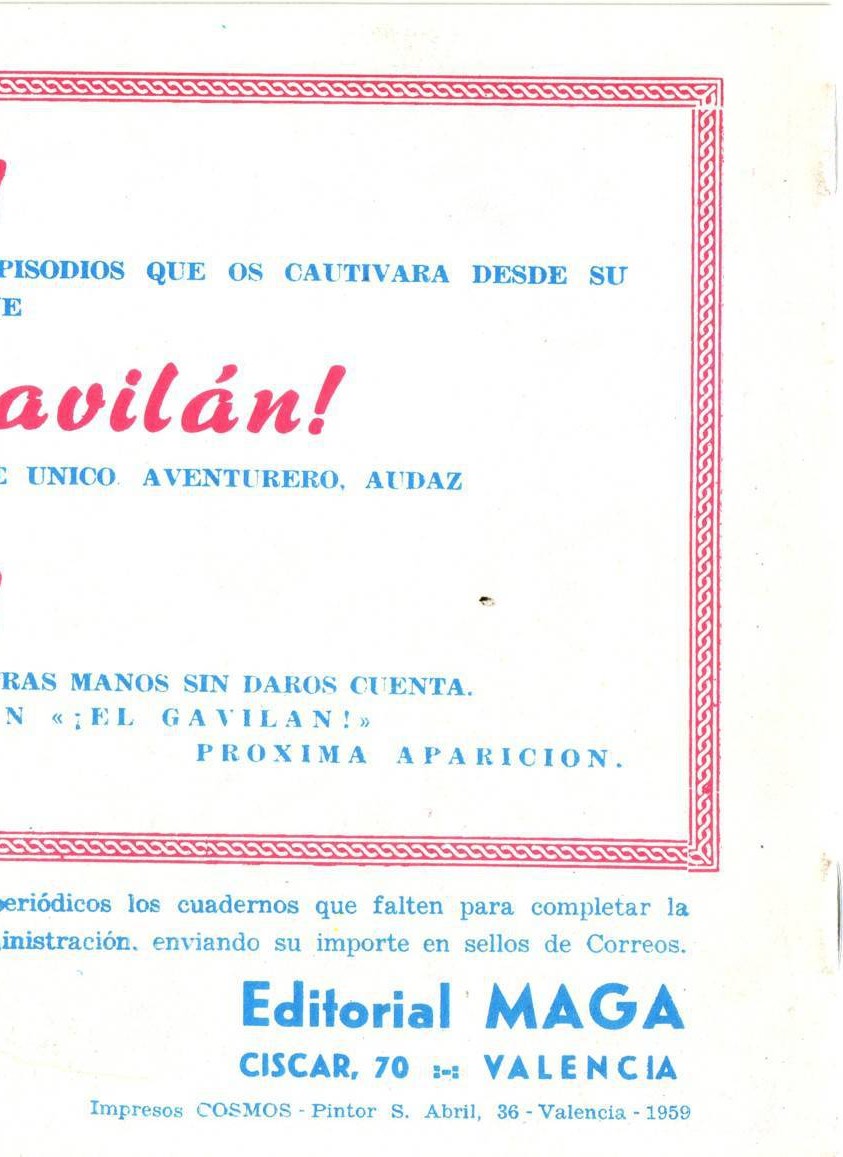 PISODIOS QUE OS CAUTIVARA DESDE SU
UE
avilán!
E UNICO. AVENTURERO, AUDAZ
RAS MANOS SIN DAROS CUENTA.
N «¡EL GAVILAN!»
PROXIMA APARICION.
periódicos los cuadernos que falten para completar la
inistración. enviando su importe en sellos de Correos.
Editorial MAGA
CISCAR, 70 :-: VALENCIA
Impresos COSMOS - Pintor S. Abril, 36 - Valencia - 1959